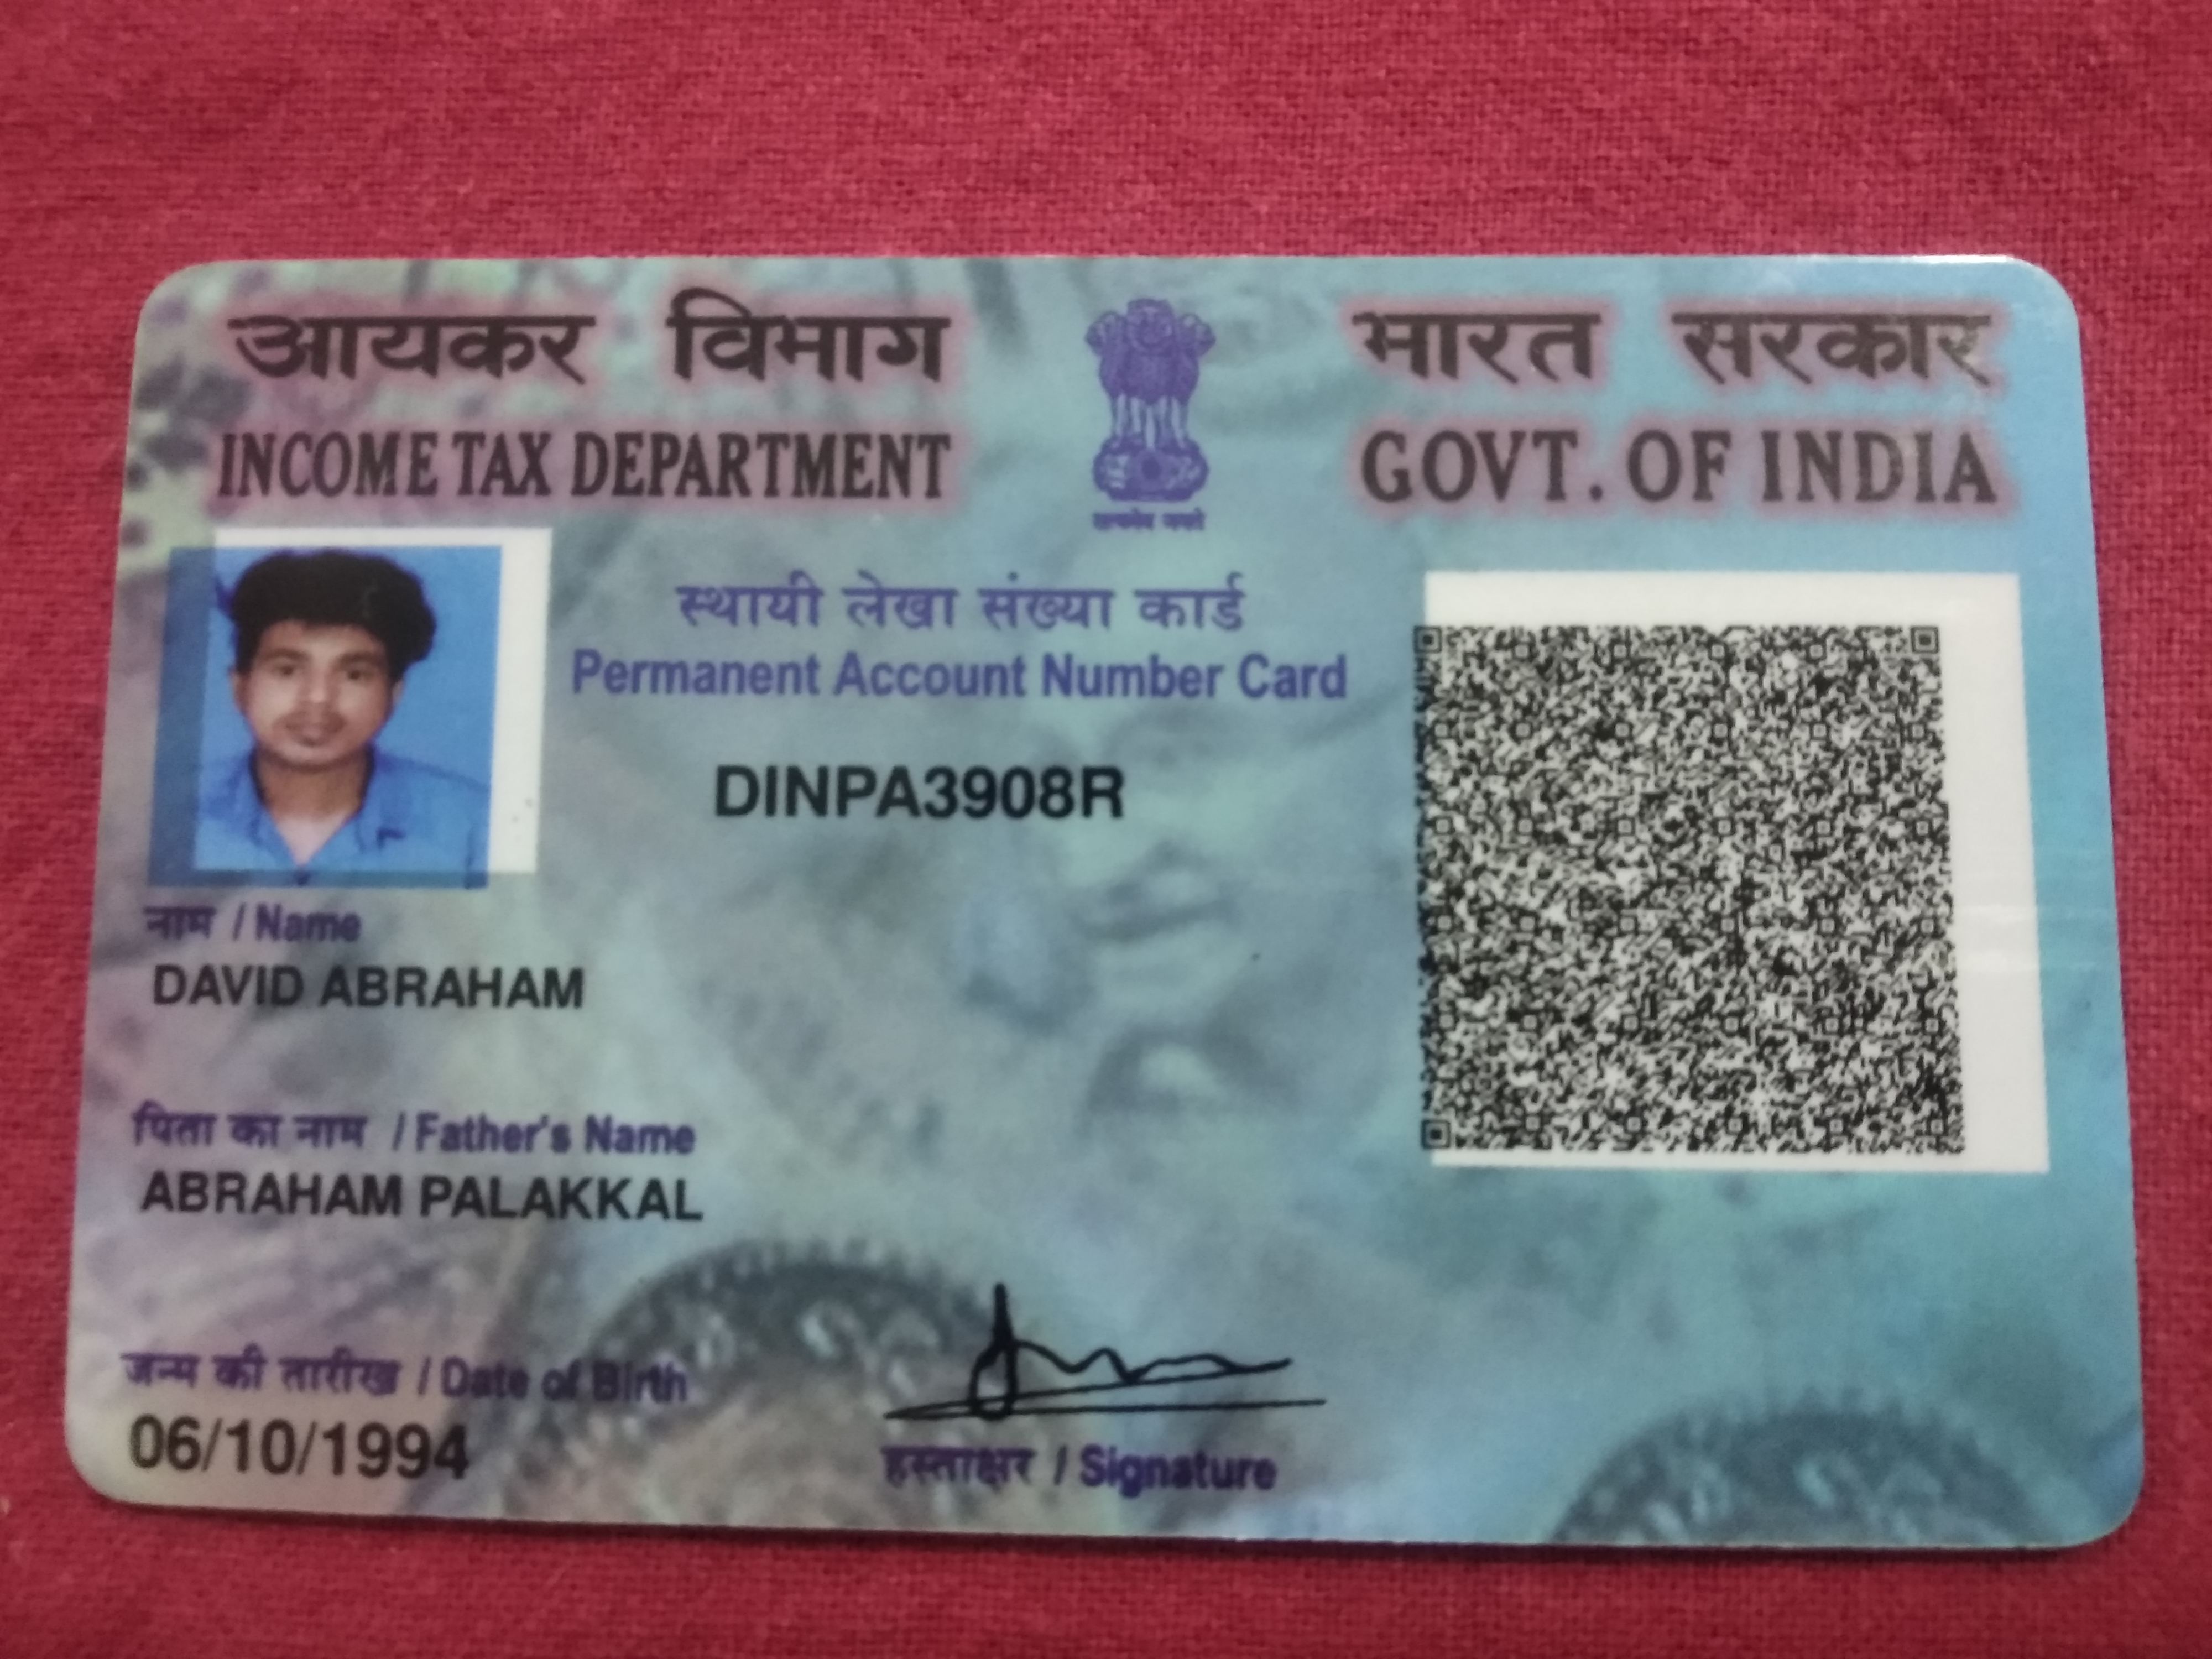 आयकर विभाग
INCOME TAX DEPARTMENT
भारत सरकार
GOVT. OF INDIA
सत्यमेव जयते
स्थायी लेखा संख्या कार्ड
Permanent Account Number Card
DINPA3908R
नाम / Name
DAVID ABRAHAM
पिता का नाम / Father's Name
ABRAHAM PALAKKAL
जन्म की तारीख / Date of Birth
06/10/1994
हस्ताक्षर / Signature